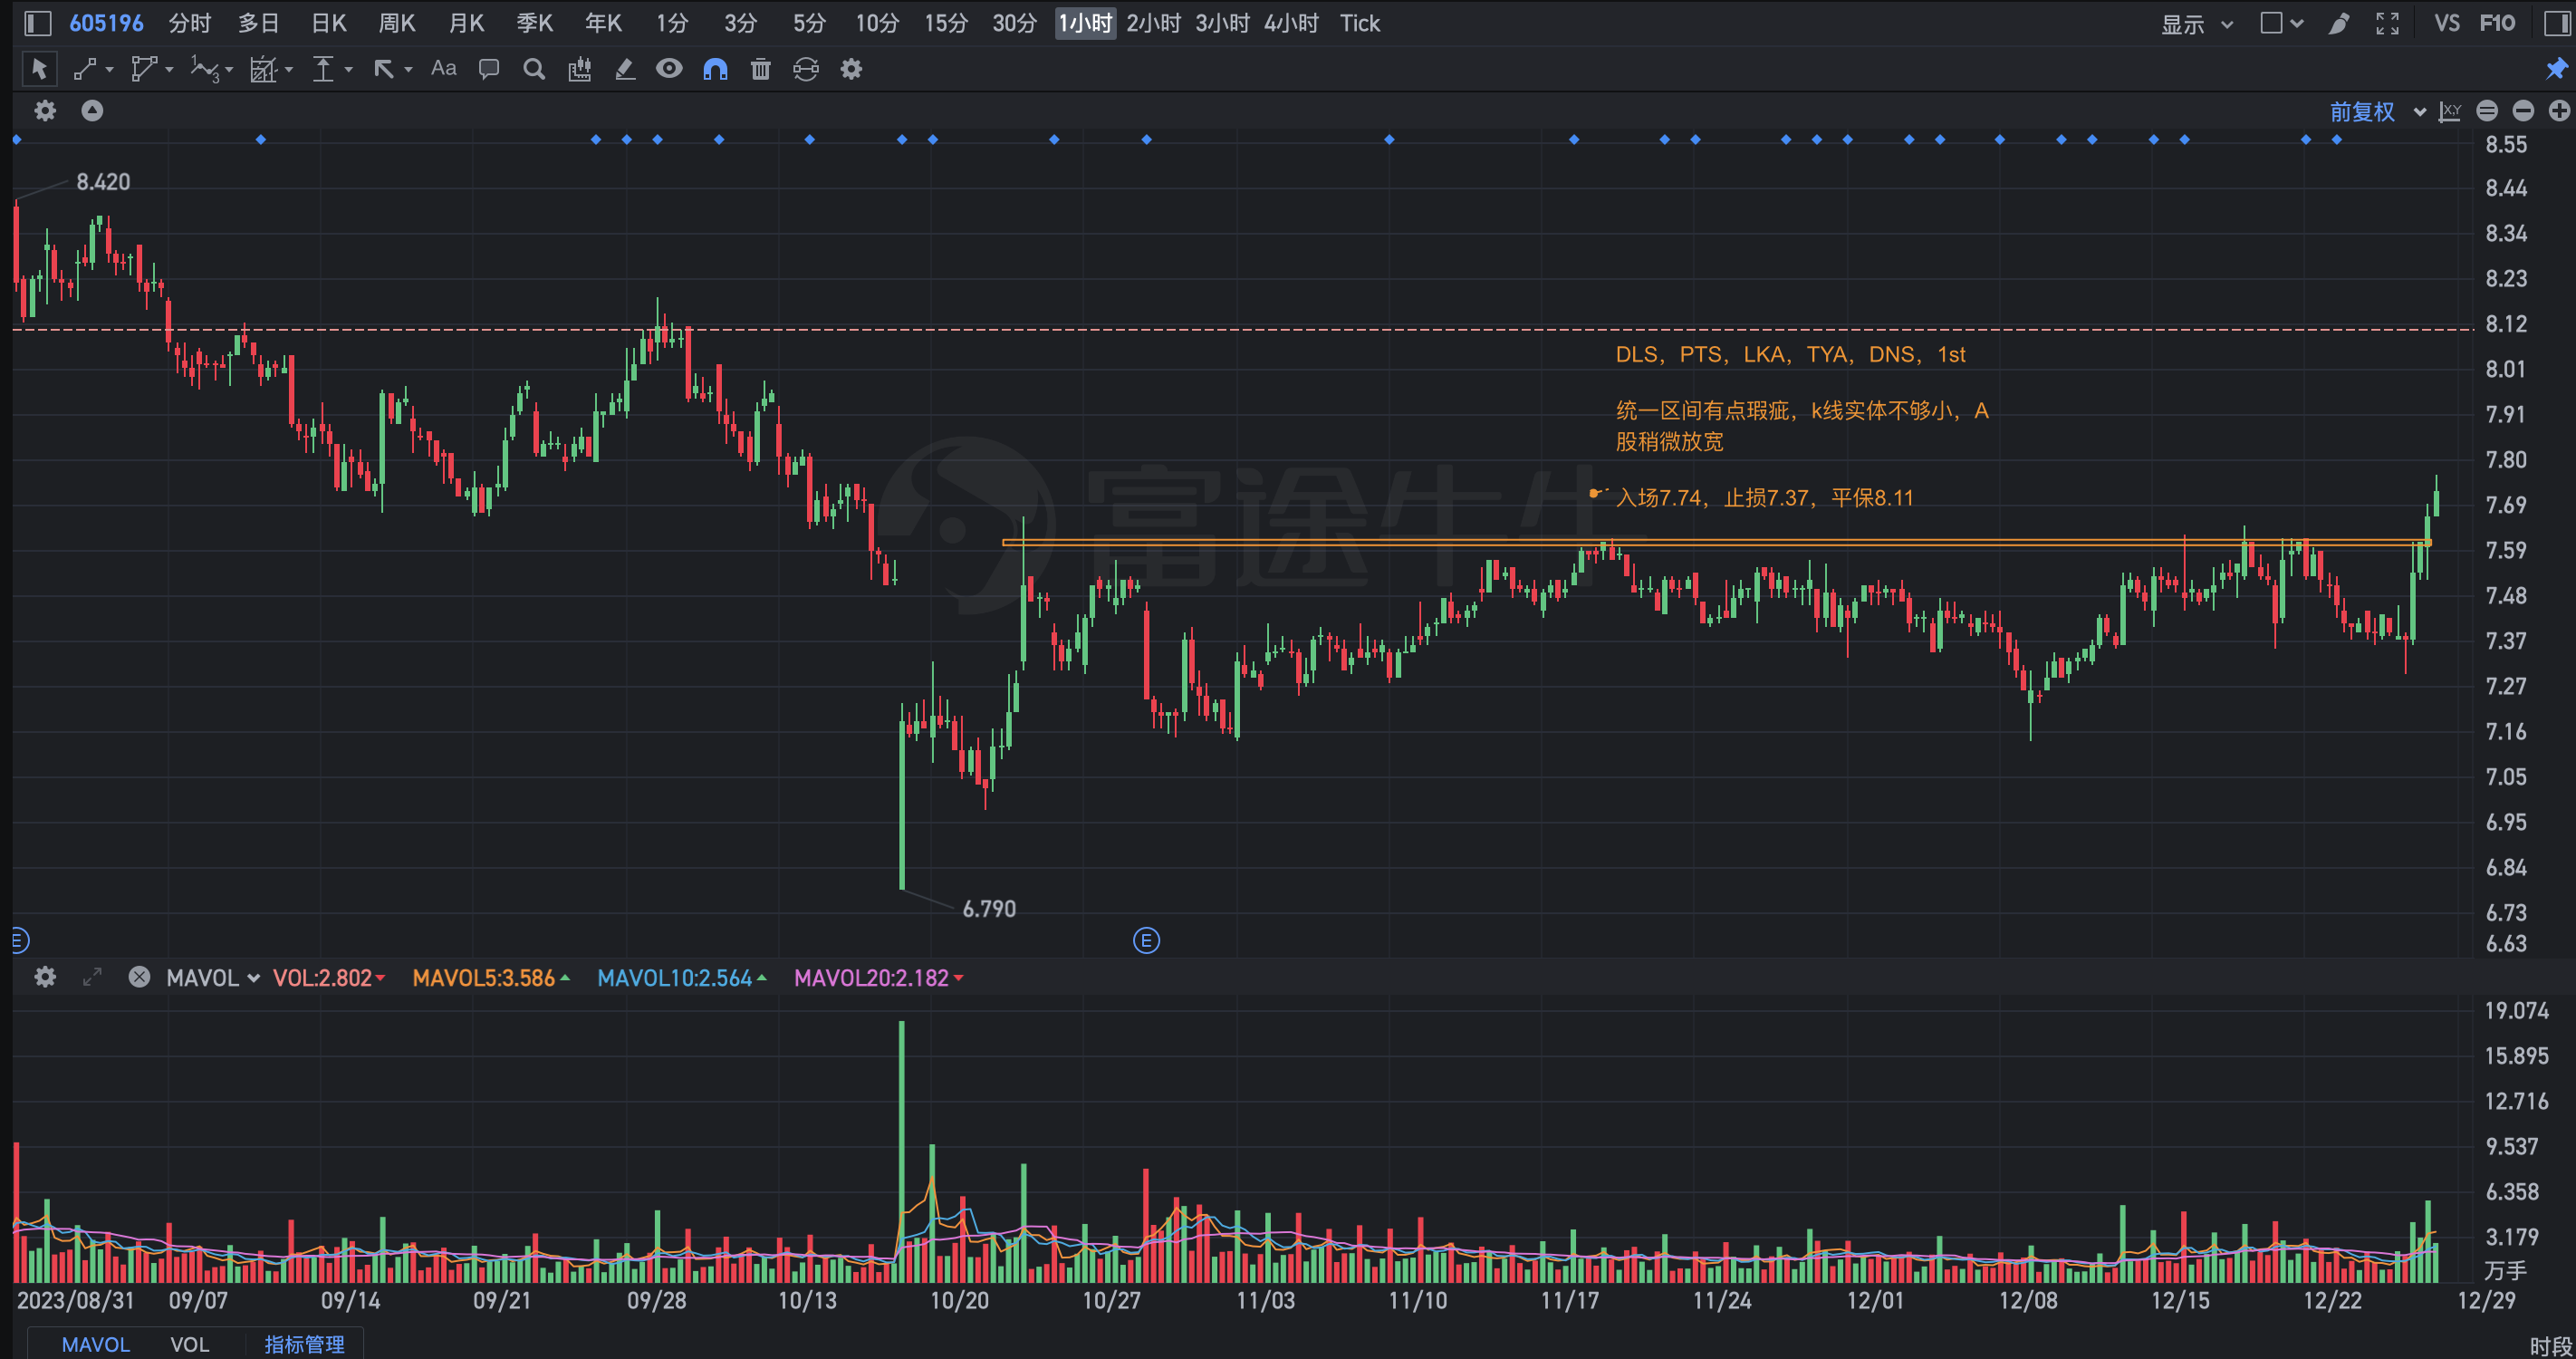 605196 分时 多日 日K 周K 月K 季K 年K 1分 3分 5分 10分 15分 30分 1小时 2小时 3小时 4小时 Tick 显示 VS F10
Aa
前复权
8.55
8.420
8.44
8.34
8.23
8.12
DLS，PTS，LKA，TYA，DNS，1st
8.01
统一区间有点瑕疵，k线实体不够小，A
7.91
股稍微放宽
7.80
富途牛牛
入场7.74，止损7.37，平保8.11
7.69
7.59
7.48
7.37
7.27
7.16
7.05
6.95
6.84
6.790
6.73
E
E
6.63
MAVOL VOL:2.802 MAVOL5:3.586 MAVOL10:2.564 MAVOL20:2.182
19.074
15.895
12.716
9.537
6.358
3.179
万手
2023/08/31 09/07 09/14 09/21 09/28 10/13 10/20 10/27 11/03 11/10 11/17 11/24 12/01 12/08 12/15 12/22 12/29
MAVOL VOL 指标管理 时段